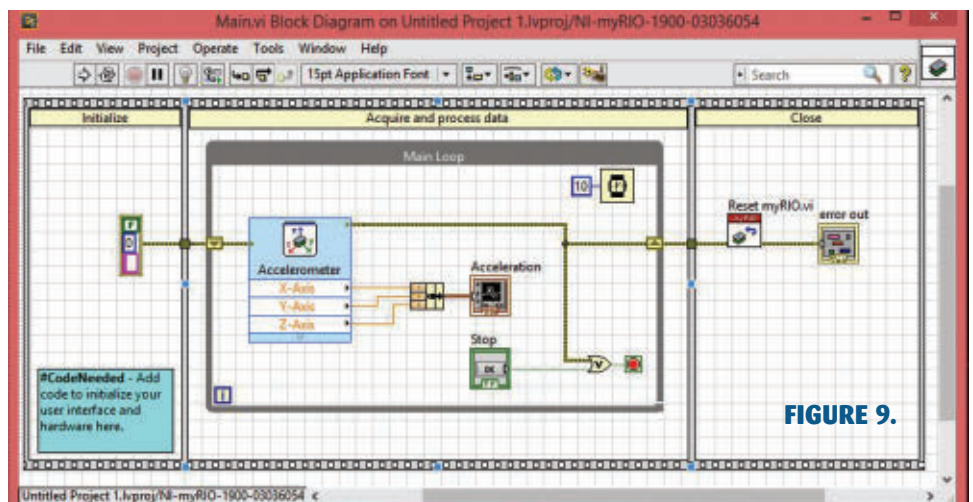 Main.vi Block Diagram on Untitled Project 1.lvproj/NI-myRIO-1900-03036054
File Edit View Project Operate Tools Window Help
15pt Application Font
Search
Initialize
Acquire and process data
Close
Main Loop
10
Reset myRIO.vi
error out
Accelerometer
X-Axis
Y-Axis
Z-Axis
Acceleration
Stop
OK
TF
#CodeNeeded - Add
code to initialize your
user interface and
hardware here.
i
FIGURE 9.
Untitled Project 1.lvproj/NI-myRIO-1900-03036054